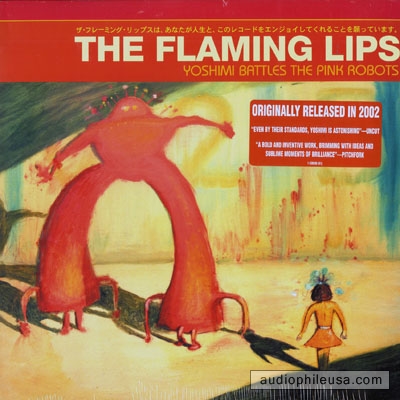 ザ・フレーミング・リップスは、あなたが人生と、このレコードをエンジョイしてくれることを願っています。
THE FLAMING LIPS
YOSHIMI BATTLES THE PINK ROBOTS
ORIGINALLY RELEASED IN 2002
"EVEN BY THEIR STANDARDS, YOSHIMI IS ASTONISHING"—UNCUT
"A BOLD AND INVENTIVE WORK, BRIMMING WITH IDEAS AND
SUBLIME MOMENTS OF BRILLIANCE"—PITCHFORK
audiophileusa.com